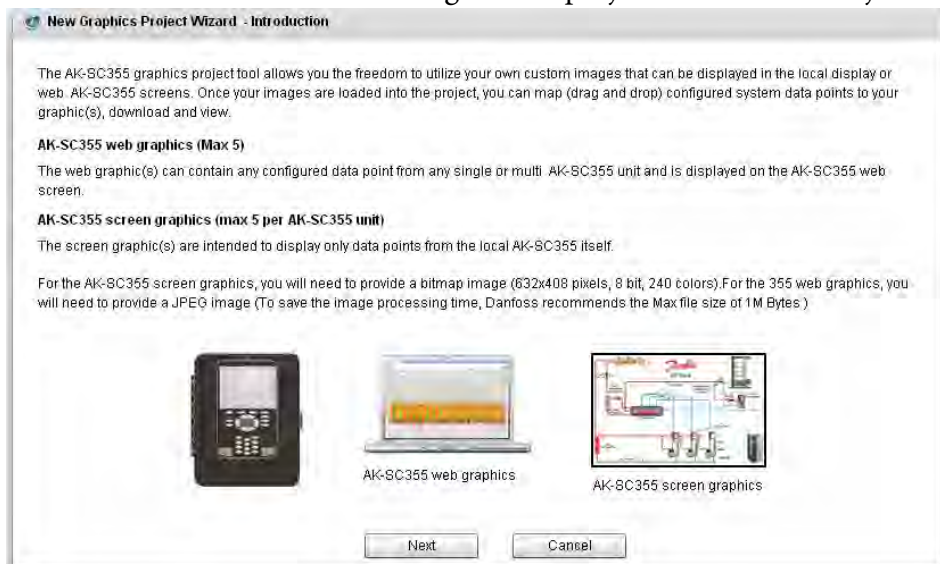 New Graphics Project Wizard - Introduction
The AK-SC355 graphics project tool allows you the freedom to utilize your own custom images that can be displayed in the local display or
web AK-SC355 screens. Once your images are loaded into the project, you can map (drag and drop) configured system data points to your
graphic(s), download and view.
AK-SC355 web graphics (Max 5)
The web graphic(s) can contain any configured data point from any single or multi AK-SC355 unit and is displayed on the AK-SC355 web
screen.
AK-SC355 screen graphics (max 5 per AK-SC355 unit)
The screen graphic(s) are intended to display only data points from the local AK-SC355 itself.
For the AK-SC355 screen graphics, you will need to provide a bitmap image (632x408 pixels, 8 bit, 240 colors).For the 355 web graphics, you
will need to provide a JPEG image (To save the image processing time, Danfoss recommends the Max file size of 1M Bytes )
Danfoss
AK-SC355 web graphics
AK-SC355 screen graphics
Next Cancel